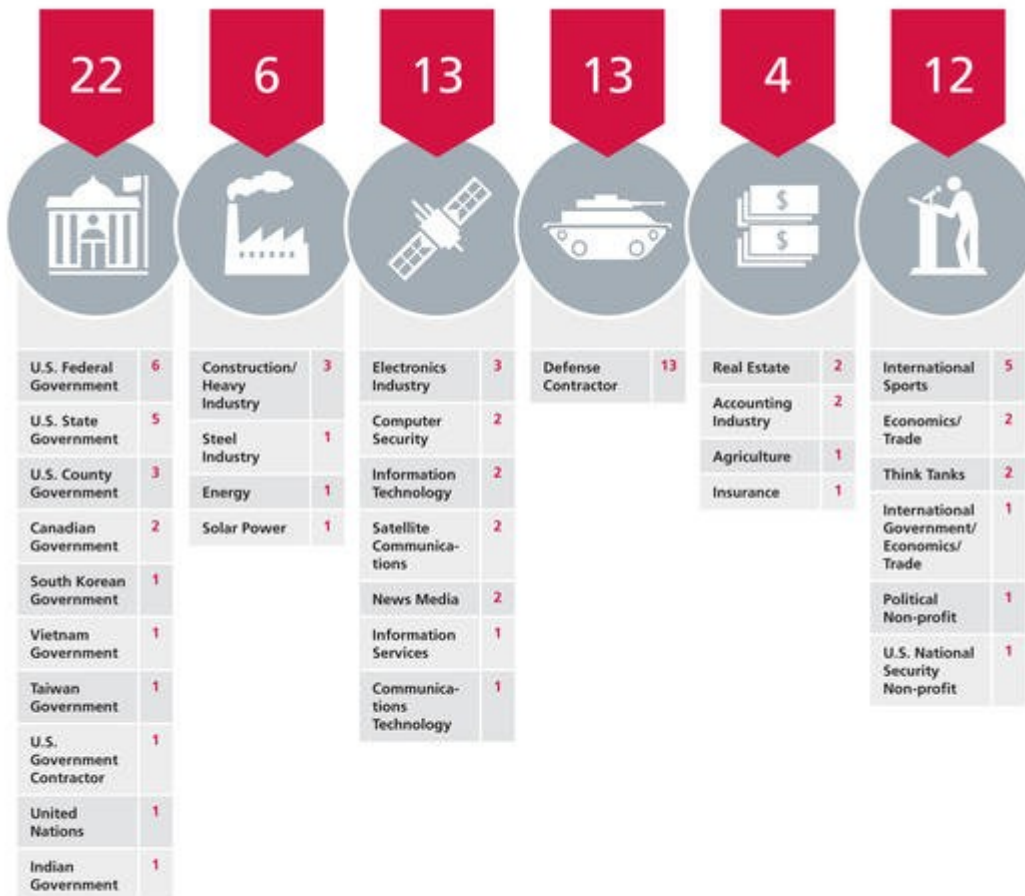 22
6
13
13
4
12
$
$
U.S. Federal
Government
6
U.S. State
Government
5
U.S. County
Government
3
Canadian
Government
2
South Korean
Government
1
Vietnam
Government
1
Taiwan
Government
1
U.S.
Government
Contractor
1
United
Nations
1
Indian
Government
1
Construction/
Heavy
Industry
3
Steel
Industry
1
Energy
1
Solar Power
1
Electronics
Industry
3
Computer
Security
2
Information
Technology
2
Satellite
Communica-
tions
2
News Media
2
Information
Services
1
Communica-
tions
Technology
1
Defense
Contractor
13
Real Estate
2
Accounting
Industry
2
Agriculture
1
Insurance
1
International
Sports
5
Economics/
Trade
2
Think Tanks
2
International
Government/
Economics/
Trade
1
Political
Non-profit
1
U.S. National
Security
Non-profit
1